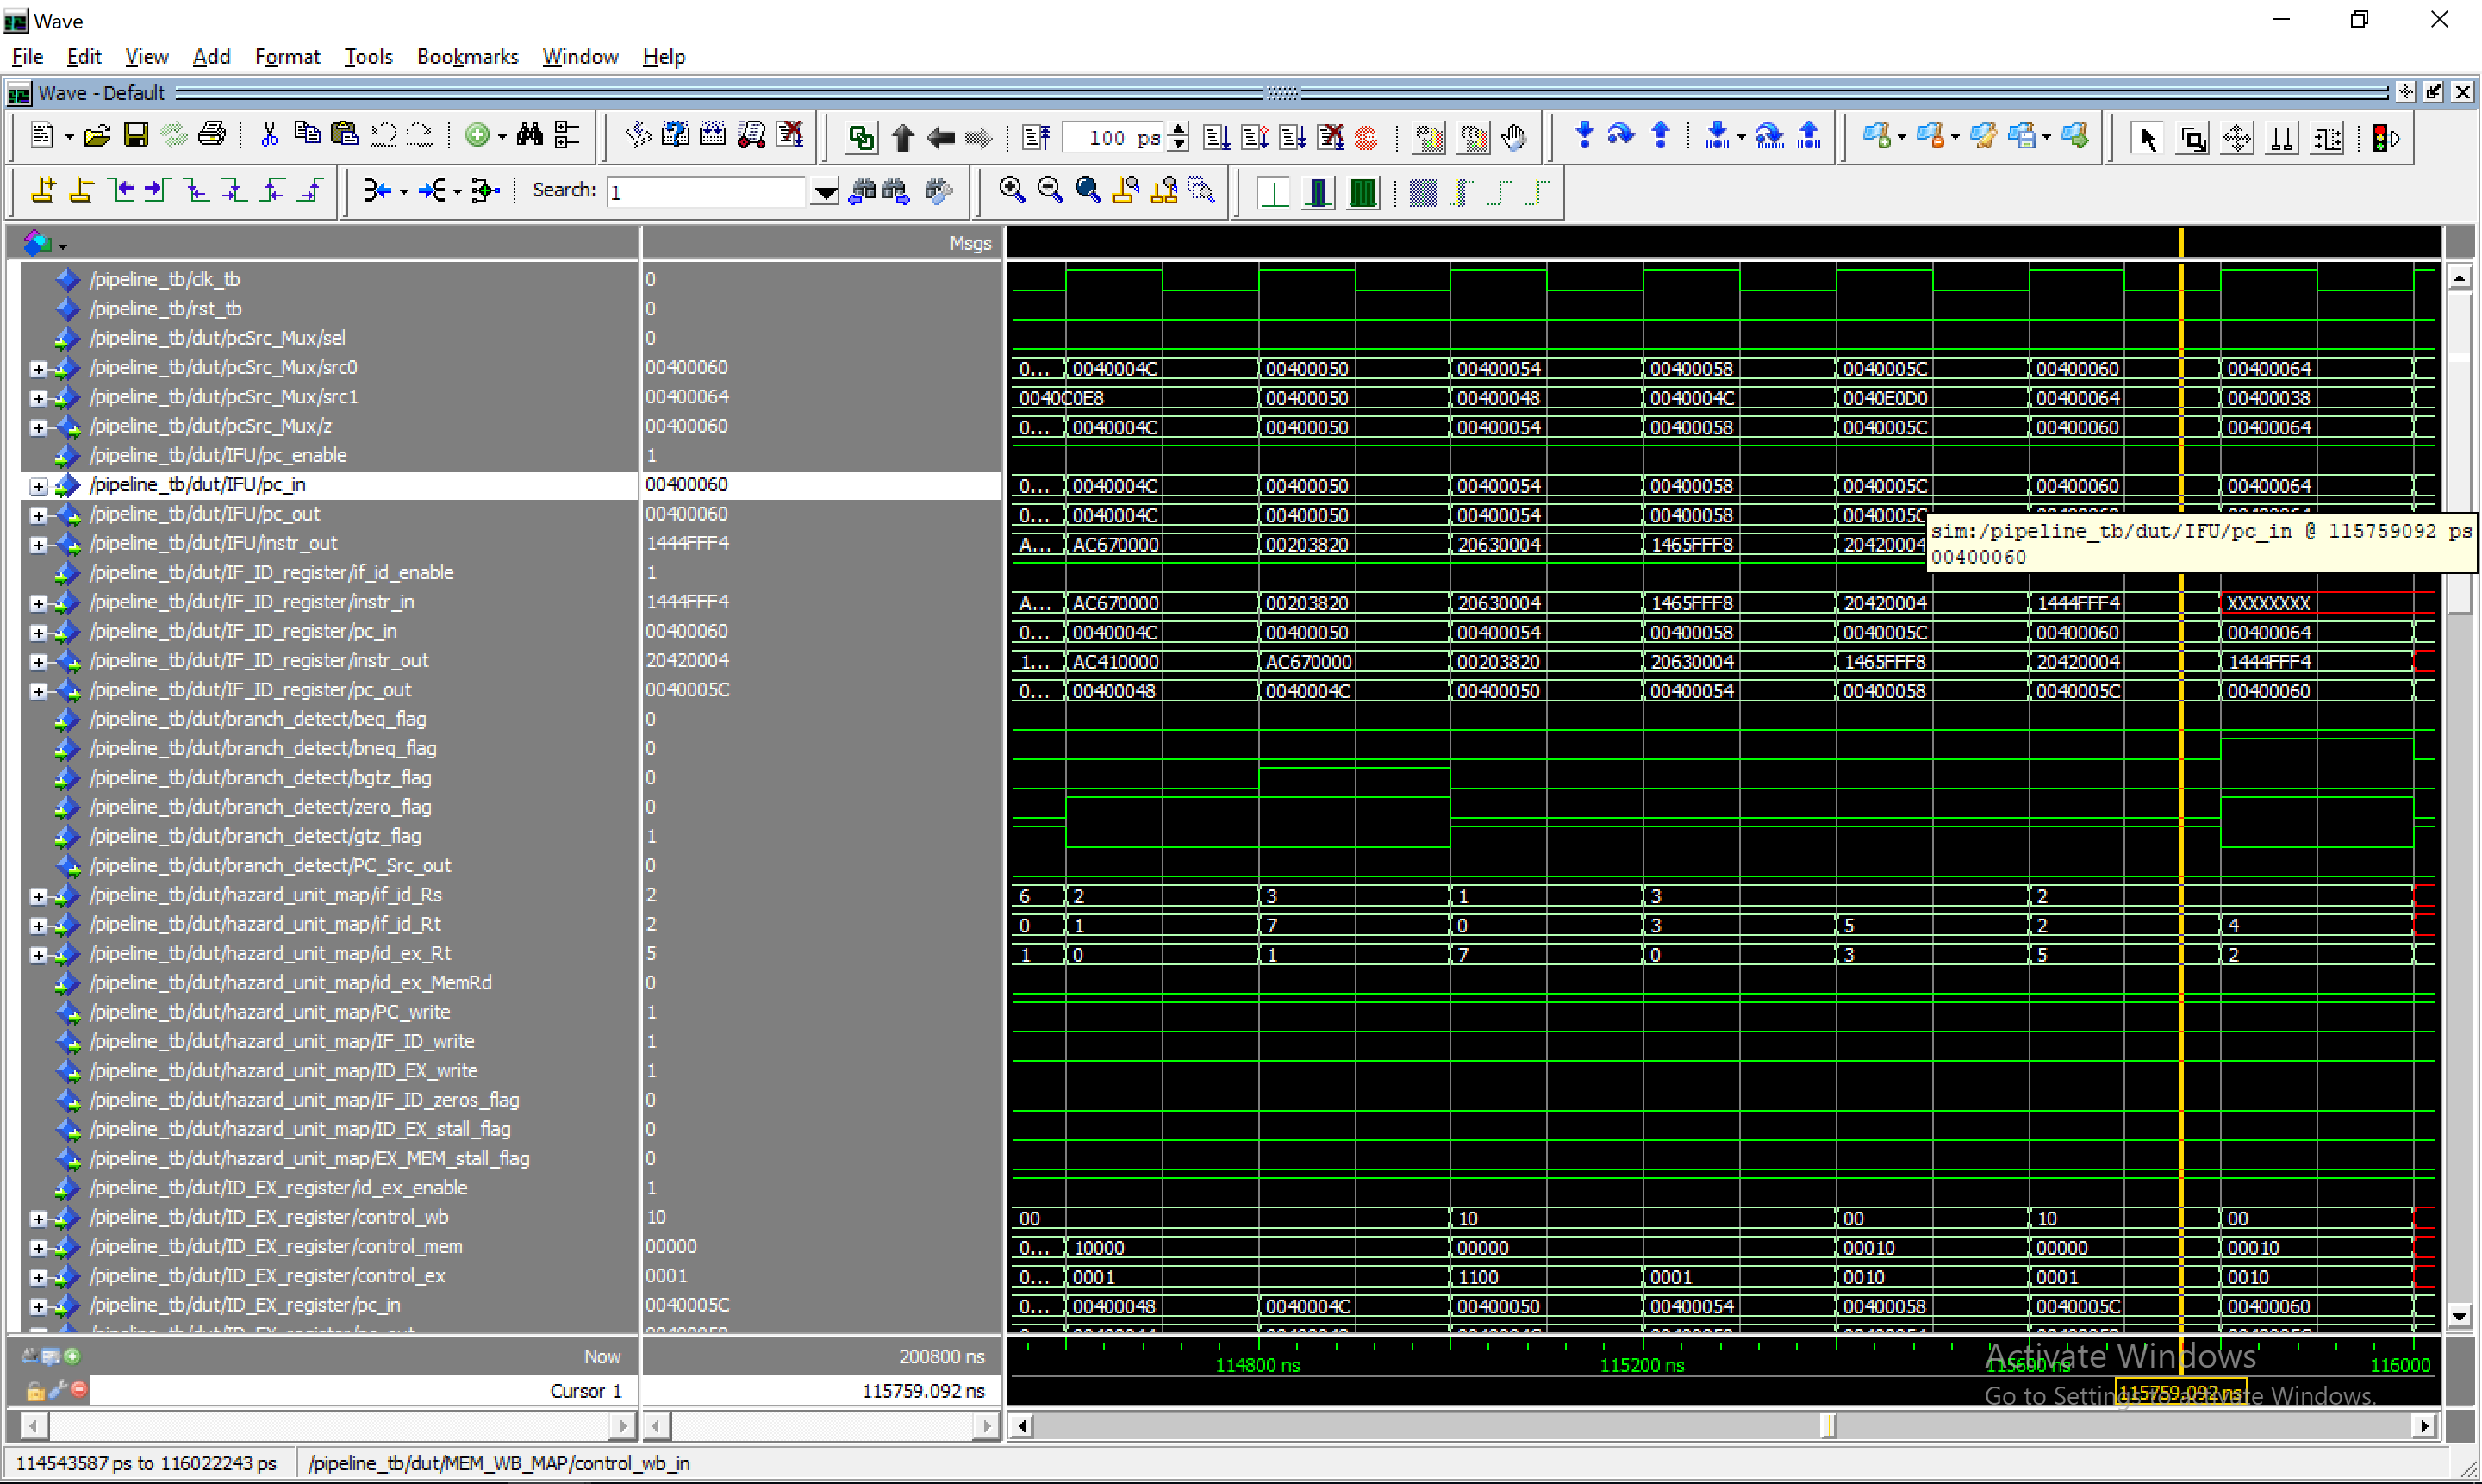 Wave
File Edit View Add Format Tools Bookmarks Window Help
Wave - Default
100 ps
Search: 1
Msgs
/pipeline_tb/clk_tb 0
/pipeline_tb/rst_tb 0
/pipeline_tb/dut/pcSrc_Mux/sel 0
/pipeline_tb/dut/pcSrc_Mux/src0 00400060 0... 0040004C 00400050 00400054 00400058 0040005C 00400060 00400064
/pipeline_tb/dut/pcSrc_Mux/src1 00400064 0040C0E8 00400050 00400048 0040004C 0040E0D0 00400064 00400038
/pipeline_tb/dut/pcSrc_Mux/z 00400060 0... 0040004C 00400050 00400054 00400058 0040005C 00400060 00400064
/pipeline_tb/dut/IFU/pc_enable 1
/pipeline_tb/dut/IFU/pc_in 00400060 0... 0040004C 00400050 00400054 00400058 0040005C 00400060 00400064
/pipeline_tb/dut/IFU/pc_out 00400060 0... 0040004C 00400050 00400054 00400058 0040005C
sim:/pipeline_tb/dut/IFU/pc_in @ 115759092 ps
00400060
/pipeline_tb/dut/IFU/instr_out 1444FFF4 A... AC670000 00203820 20630004 1465FFF8 20420004
/pipeline_tb/dut/IF_ID_register/if_id_enable 1
/pipeline_tb/dut/IF_ID_register/instr_in 1444FFF4 A... AC670000 00203820 20630004 1465FFF8 20420004 1444FFF4 XXXXXXXX
/pipeline_tb/dut/IF_ID_register/pc_in 00400060 0... 0040004C 00400050 00400054 00400058 0040005C 00400060 00400064
/pipeline_tb/dut/IF_ID_register/instr_out 20420004 1... AC410000 AC670000 00203820 20630004 1465FFF8 20420004 1444FFF4
/pipeline_tb/dut/IF_ID_register/pc_out 0040005C 0... 00400048 0040004C 00400050 00400054 00400058 0040005C 00400060
/pipeline_tb/dut/branch_detect/beq_flag 0
/pipeline_tb/dut/branch_detect/bneq_flag 0
/pipeline_tb/dut/branch_detect/bgtz_flag 0
/pipeline_tb/dut/branch_detect/zero_flag 0
/pipeline_tb/dut/branch_detect/gtz_flag 1
/pipeline_tb/dut/branch_detect/PC_Src_out 0
/pipeline_tb/dut/hazard_unit_map/if_id_Rs 2 6 2 3 1 3 2
/pipeline_tb/dut/hazard_unit_map/if_id_Rt 2 0 1 7 0 3 5 2 4
/pipeline_tb/dut/hazard_unit_map/id_ex_Rt 5 1 0 1 7 0 3 5 2
/pipeline_tb/dut/hazard_unit_map/id_ex_MemRd 0
/pipeline_tb/dut/hazard_unit_map/PC_write 1
/pipeline_tb/dut/hazard_unit_map/IF_ID_write 1
/pipeline_tb/dut/hazard_unit_map/ID_EX_write 1
/pipeline_tb/dut/hazard_unit_map/IF_ID_zeros_flag 0
/pipeline_tb/dut/hazard_unit_map/ID_EX_stall_flag 0
/pipeline_tb/dut/hazard_unit_map/EX_MEM_stall_flag 0
/pipeline_tb/dut/ID_EX_register/id_ex_enable 1
/pipeline_tb/dut/ID_EX_register/control_wb 10 00 10 00 10 00
/pipeline_tb/dut/ID_EX_register/control_mem 00000 0... 10000 00000 00010 00000 00010
/pipeline_tb/dut/ID_EX_register/control_ex 0001 0... 0001 1100 0001 0010 0001 0010
/pipeline_tb/dut/ID_EX_register/pc_in 0040005C 0... 00400048 0040004C 00400050 00400054 00400058 0040005C 00400060
Now 200800 ns 114800 ns 115200 ns 115600 ns 116000
Activate Windows
Cursor 1 115759.092 ns 115759.092 ns
Go to Settings to activate Windows.
114543587 ps to 116022243 ps /pipeline_tb/dut/MEM_WB_MAP/control_wb_in